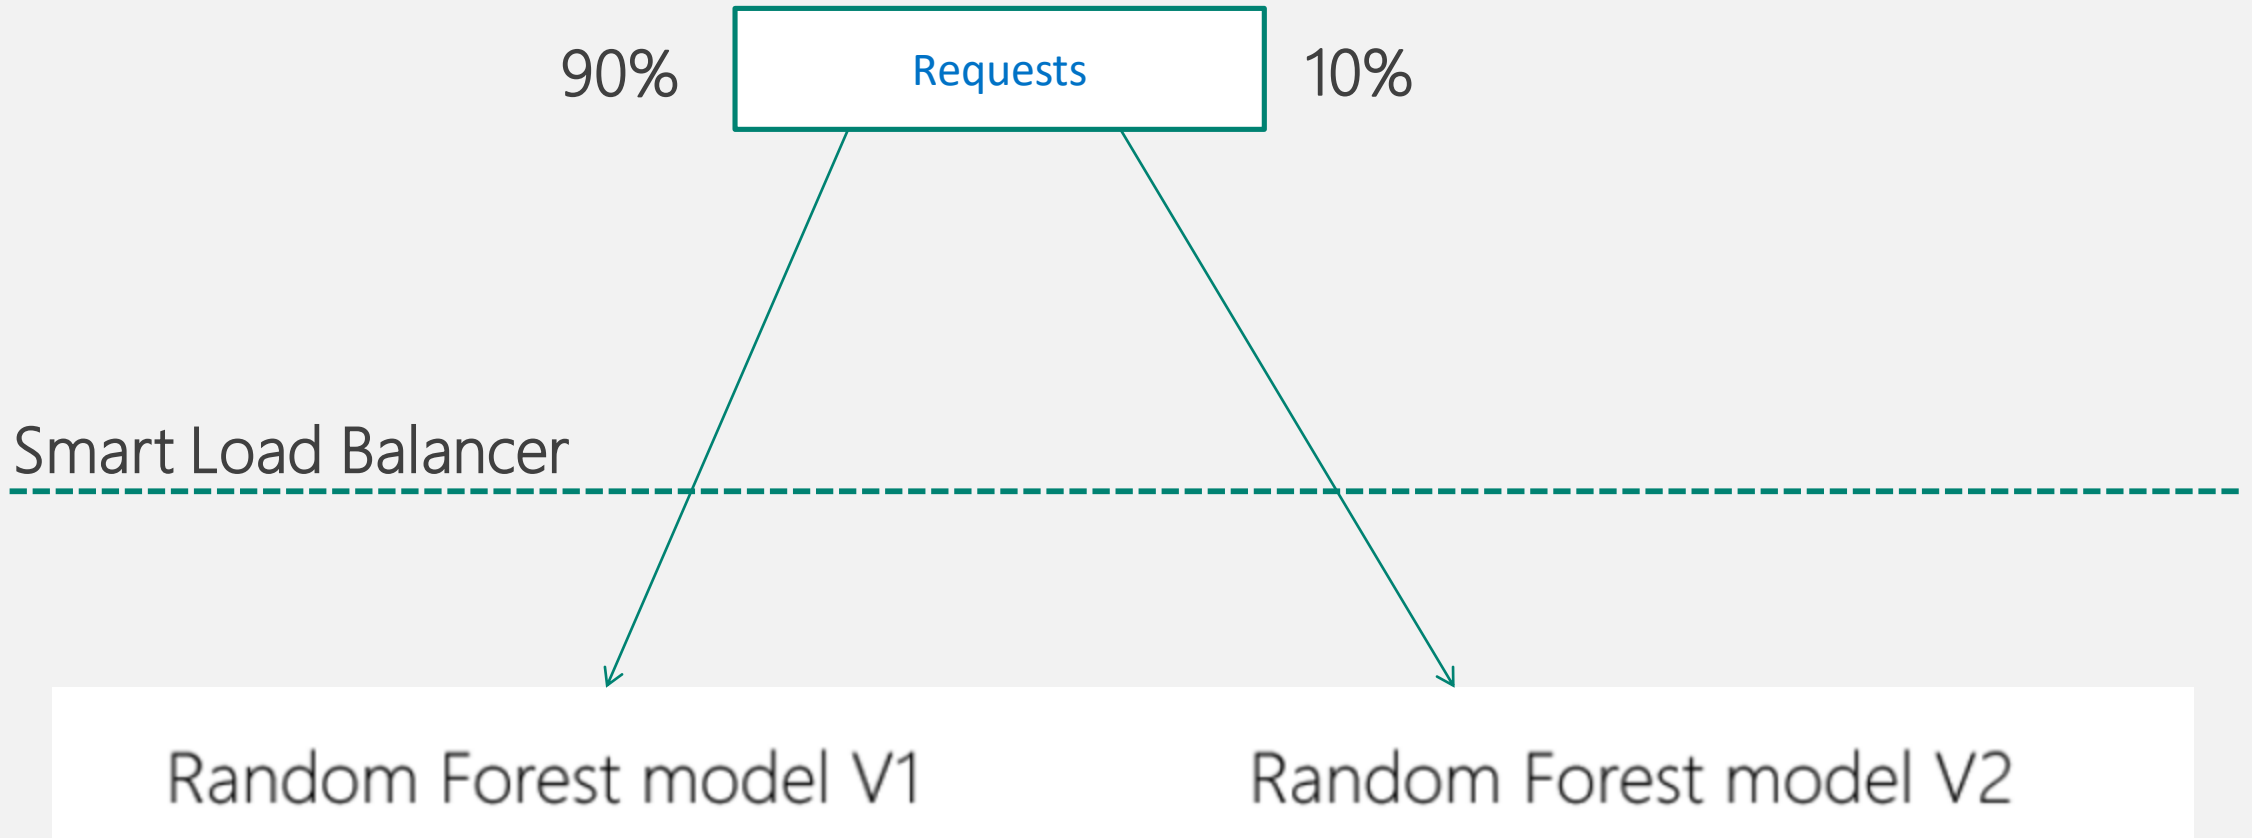 90% Requests 10%
Smart Load Balancer
Random Forest model V1 Random Forest model V2